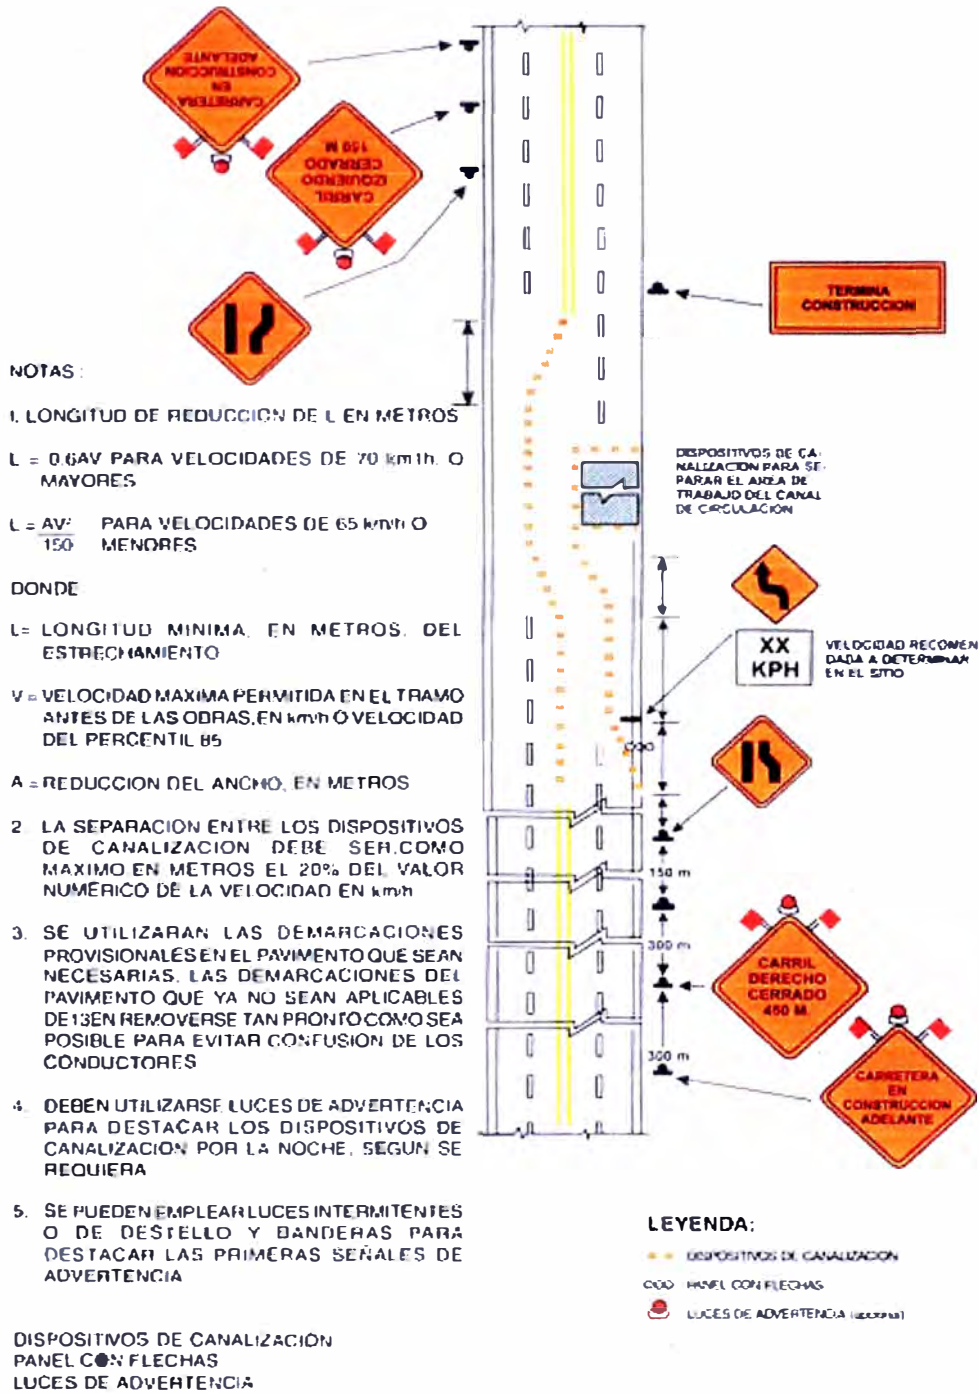 CARRETERA
EN
CONSTRUCCION
ADELANTE
CARRIL
IZQUIERDO
CERRADO
150 M
TERMINA
CONSTRUCCION
NOTAS:
1. LONGITUD DE REDUCCION DE L EN METROS
L = 0.6AV PARA VELOCIDADES DE 70 km1h. O
MAYORES
L = AV² PARA VELOCIDADES DE 65 km/h O
150 MENORES
DONDE
L= LONGITUD MINIMA, EN METROS, DEL
ESTRECHAMIENTO
V = VELOCIDAD MAXIMA PERMITIDA EN EL TRAMO
ANTES DE LAS OBRAS, EN km/h Ó VELOCIDAD
DEL PERCENTIL 85
A = REDUCCION DEL ANCHO, EN METROS
2. LA SEPARACION ENTRE LOS DISPOSITIVOS
DE CANALIZACION DEBE SER, COMO
MAXIMO EN METROS EL 20% DEL VALOR
NUMÉRICO DE LA VELOCIDAD EN km/h
3. SE UTILIZARAN LAS DEMARCACIONES
PROVISIONALES EN EL PAVIMENTO QUE SEAN
NECESARIAS. LAS DEMARCACIONES DEL
PAVIMENTO QUE YA NO SEAN APLICABLES
DE13EN REMOVERSE TAN PRONTO COMO SEA
POSIBLE PARA EVITAR CONFUSION DE LOS
CONDUCTORES
4. DEBEN UTILIZARSE LUCES DE ADVERTENCIA
PARA DESTACAR LOS DISPOSITIVOS DE
CANALIZACION POR LA NOCHE, SEGUN SE
REQUIERA
5. SE PUEDEN EMPLEAR LUCES INTERMITENTES
O DE DESTELLO Y BANDERAS PARA
DESTACAR LAS PRIMERAS SEÑALES DE
ADVERTENCIA
DISPOSITIVOS DE CANALIZACIÓN
PANEL CON FLECHAS
LUCES DE ADVERTENCIA
DISPOSITIVOS DE CA-
NALIZACION PARA SE-
PARAR EL AREA DE
TRABAJO DEL CANAL
DE CIRCULACIÓN
XX
KPH
VELOCIDAD RECOMEN
DADA A DETERMINAR
EN EL SITIO
150 m
300 m
300 m
CARRIL
DERECHO
CERRADO
450 M.
CARRETERA
EN
CONSTRUCCION
ADELANTE
LEYENDA:
DISPOSITIVOS DE CANALIZACION
PANEL CON FLECHAS
LUCES DE ADVERTENCIA (opcional)